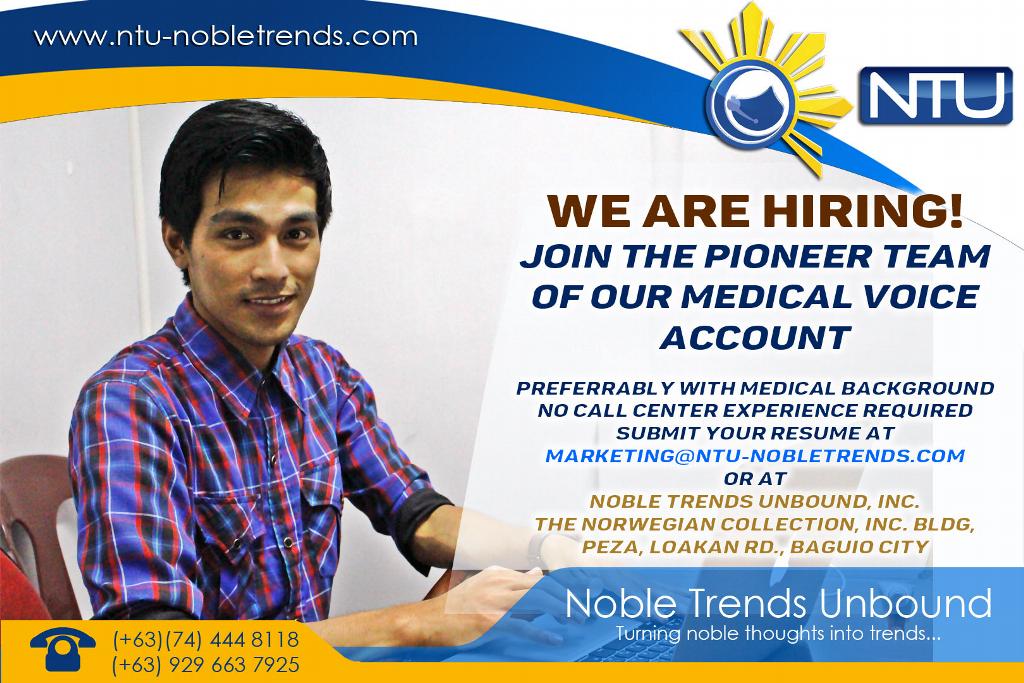 www.ntu-nobletrends.com
NTU
WE ARE HIRING!
JOIN THE PIONEER TEAM
OF OUR MEDICAL VOICE
ACCOUNT
PREFERRABLY WITH MEDICAL BACKGROUND
NO CALL CENTER EXPERIENCE REQUIRED
SUBMIT YOUR RESUME AT
MARKETING@NTU-NOBLETRENDS.COM
OR AT
NOBLE TRENDS UNBOUND, INC.
THE NORWEGIAN COLLECTION, INC. BLDG,
PEZA, LOAKAN RD., BAGUIO CITY
Noble Trends Unbound
Turning noble thoughts into trends...
(+63)(74) 444 8118
(+63) 929 663 7925